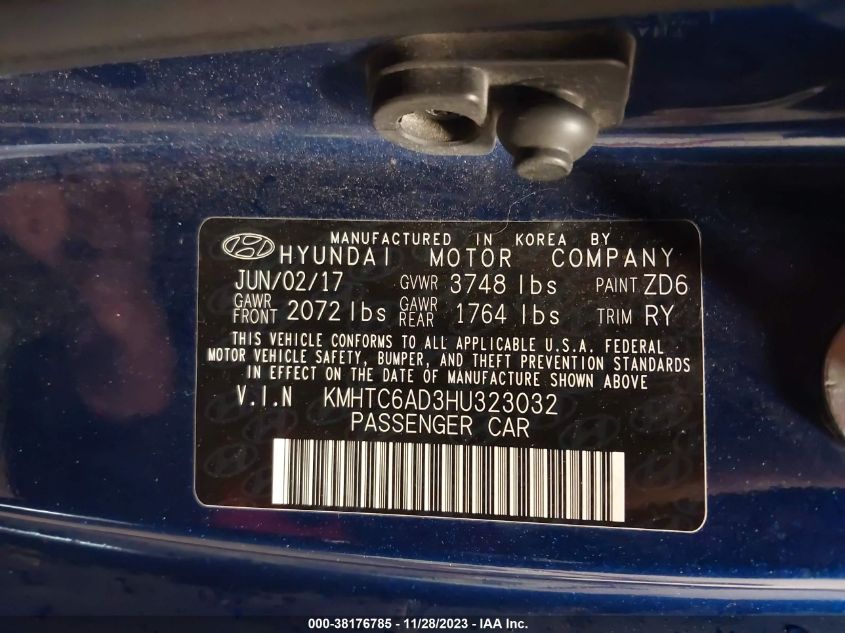 MANUFACTURED IN KOREA BY
HYUNDAI MOTOR COMPANY
JUN/02/17 GVWR 3748 lbs PAINT ZD6
GAWR FRONT 2072 lbs GAWR REAR 1764 lbs TRIM RY
THIS VEHICLE CONFORMS TO ALL APPLICABLE U.S.A. FEDERAL
MOTOR VEHICLE SAFETY, BUMPER, AND THEFT PREVENTION STANDARDS
IN EFFECT ON THE DATE OF MANUFACTURE SHOWN ABOVE
V.I.N KMHTC6AD3HU323032
PASSENGER CAR
000-38176785 - 11/28/2023 - IAA Inc.